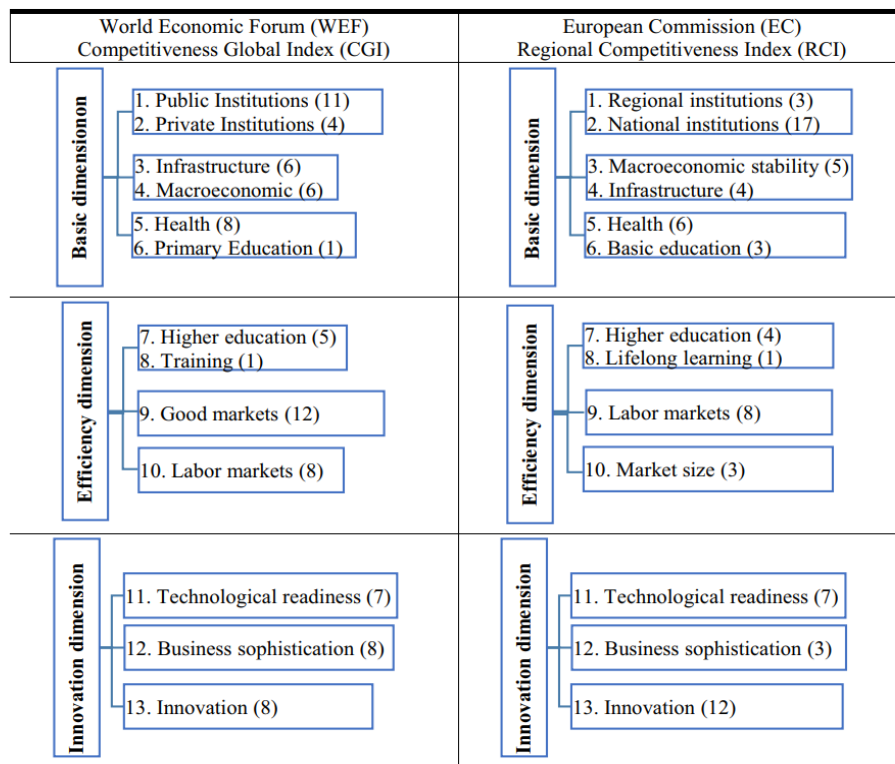 World Economic Forum (WEF)
Competitiveness Global Index (CGI)
European Commission (EC)
Regional Competitiveness Index (RCI)
Basic dimensionon
1. Public Institutions (11)
2. Private Institutions (4)
3. Infrastructure (6)
4. Macroeconomic (6)
5. Health (8)
6. Primary Education (1)
Basic dimension
1. Regional institutions (3)
2. National institutions (17)
3. Macroeconomic stability (5)
4. Infrastructure (4)
5. Health (6)
6. Basic education (3)
Efficiency dimension
7. Higher education (5)
8. Training (1)
9. Good markets (12)
10. Labor markets (8)
Efficiency dimension
7. Higher education (4)
8. Lifelong learning (1)
9. Labor markets (8)
10. Market size (3)
Innovation dimension
11. Technological readiness (7)
12. Business sophistication (8)
13. Innovation (8)
Innovation dimension
11. Technological readiness (7)
12. Business sophistication (3)
13. Innovation (12)